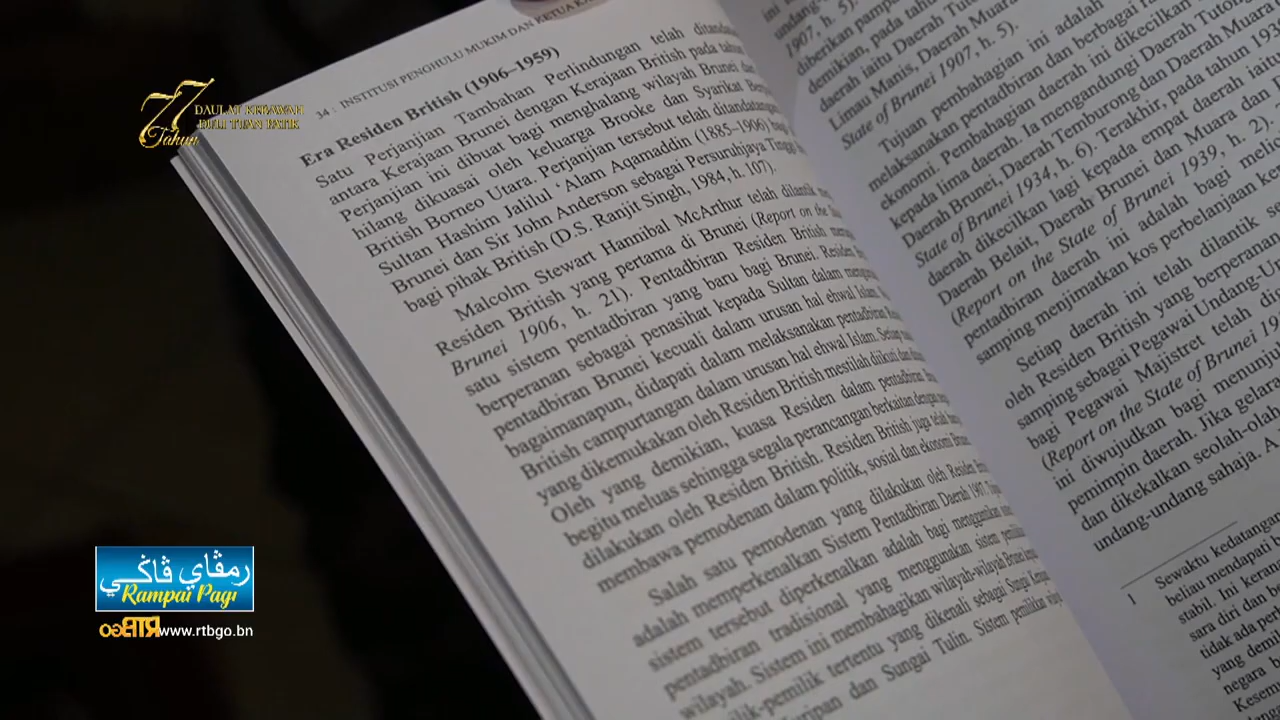 77
Tahun
DAULAT KEBAWAH
DULI TUAN PATIK
34 : INSTITUSI PENGHULU MUKIM DAN KETUA
Era Residen British (1906–1959)
Satu Perjanjian Tambahan Perlindungan telah
antara Kerajaan Brunei dengan Kerajaan British pada tahun
Perjanjian ini dibuat bagi menghalang wilayah Brunei
hilang dikuasai oleh keluarga Brooke dan Syarikat
British Borneo Utara. Perjanjian tersebut telah ditandatangani
Sultan Hashim Jalilul ‘Alam Aqamaddin (1885–1906)
Brunei dan Sir John Anderson sebagai Persuruhjaya Tinggi
bagi pihak British (D.S. Ranjit Singh, 1984, h. 107).
Malcolm Stewart Hannibal McArthur telah dilantik
Residen British yang pertama di Brunei (Report on the
Brunei 1906, h. 21). Pentadbiran Residen British
satu sistem pentadbiran yang baru bagi Brunei. Residen
berperanan sebagai penasihat kepada Sultan dalam
pentadbiran Brunei kecuali dalam urusan hal ehwal Islam.
bagaimanapun, didapati dalam melaksanakan pentadbiran
British campurtangan dalam urusan hal ehwal Islam. Setiap
yang dikemukakan oleh Residen British mestilah diikuti dan
Oleh yang demikian, kuasa Residen dalam pentadbiran
begitu meluas sehingga segala perancangan berkaitan dengan
dilakukan oleh Residen British. Residen British juga telah
membawa pemodenan dalam politik, sosial dan ekonomi Brunei.
Salah satu pemodenan yang dilakukan oleh Residen
adalah memperkenalkan Sistem Pentadbiran Daerah 1907.
sistem tersebut diperkenalkan adalah bagi menggantikan
pentadbiran tradisional yang menggunakan sistem
wilayah. Sistem ini membahagikan wilayah-wilayah Brunei
pemilik-pemilik tertentu yang dikenali sebagai Sungai
dan Sungai Tulin. Sistem pemilikan
1907, h. 5).
diberikan
demikian, pada tahun
daerah iaitu Daerah Tutong
Limau Manis, Daerah Muara
State of Brunei 1907, h. 5).
Tujuan pembahagian ini adalah
melaksanakan pentadbiran dan berbagai
ekonomi. Pembahagian daerah ini dikecilkan
kepada lima daerah. Ia mengandungi Daerah Tutong
Daerah Brunei, Daerah Temburong dan Daerah Muara
State of Brunei 1934, h. 6). Terakhir, pada tahun
daerah dikecilkan lagi kepada empat daerah iaitu
Daerah Belait, Daerah Brunei dan Muara dan
(Report on the State of Brunei 1939, h. 2).
pentadbiran daerah ini adalah bagi
samping menjimatkan kos perbelanjaan
Setiap daerah ini telah dilantik
oleh Residen British yang berperanan
samping sebagai Pegawai Undang-
bagi Pegawai Majistret telah
(Report on the State of Brunei
ini diwujudkan bagi
pemimpin daerah. Jika gelaran
dan dikekalkan seolah-olah
undang-undang sahaja. A
1 Sewaktu kedatangan
beliau mendapati
stabil. Ini
sara diri dan
tidak ada
yang
negara
رمڤاي ڤاݢي
Rampai Pagi
RTBGo www.rtbgo.bn